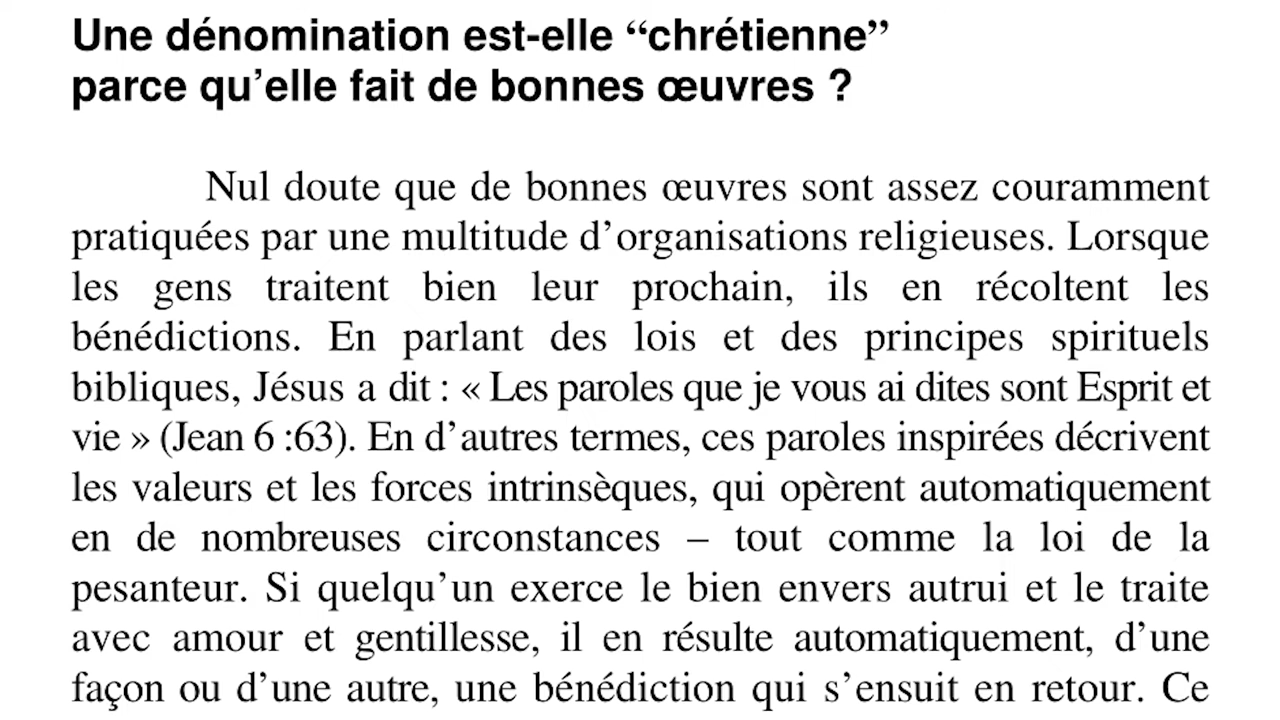 Une dénomination est-elle “chrétienne”
parce qu’elle fait de bonnes œuvres ?
Nul doute que de bonnes œuvres sont assez couramment
pratiquées par une multitude d’organisations religieuses. Lorsque
les gens traitent bien leur prochain, ils en récoltent les
bénédictions. En parlant des lois et des principes spirituels
bibliques, Jésus a dit : « Les paroles que je vous ai dites sont Esprit et
vie » (Jean 6 :63). En d’autres termes, ces paroles inspirées décrivent
les valeurs et les forces intrinsèques, qui opèrent automatiquement
en de nombreuses circonstances – tout comme la loi de la
pesanteur. Si quelqu’un exerce le bien envers autrui et le traite
avec amour et gentillesse, il en résulte automatiquement, d’une
façon ou d’une autre, une bénédiction qui s’ensuit en retour. Ce